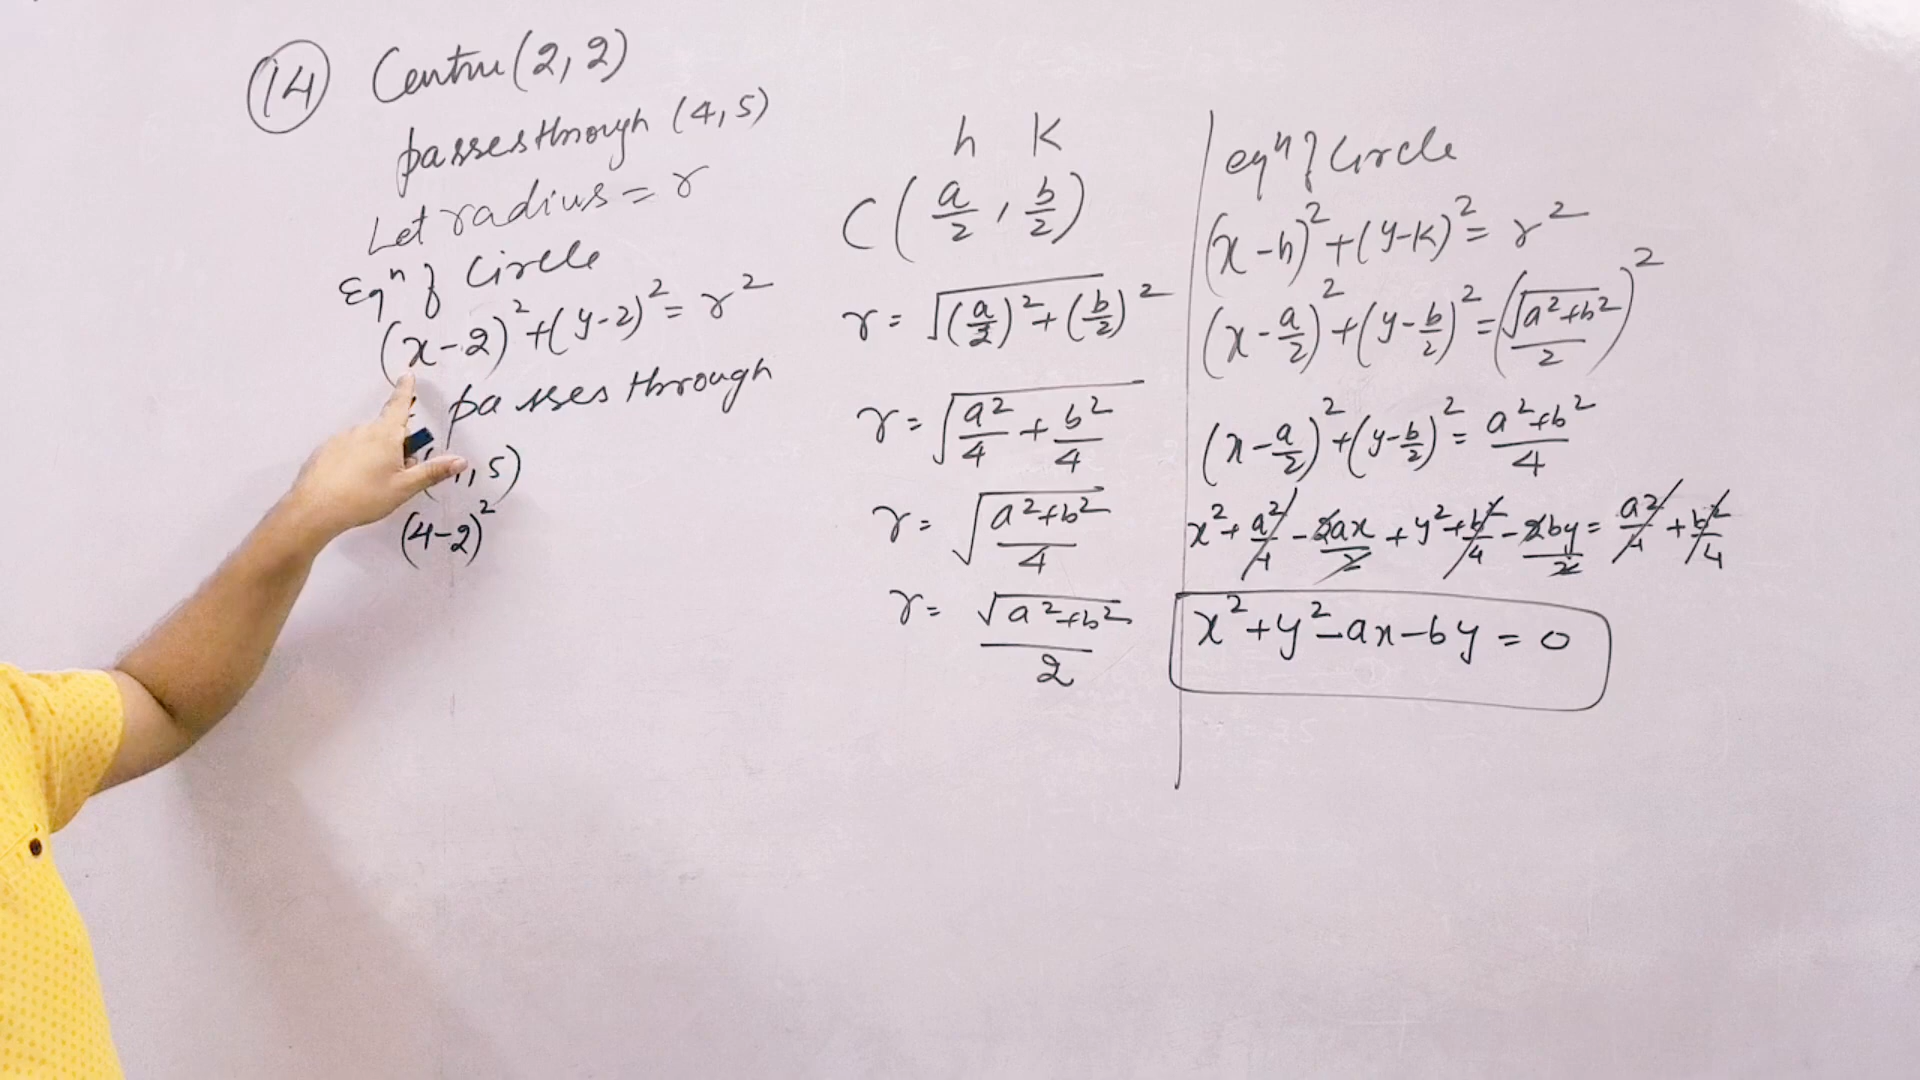 14 Centre (2, 2)
passes through (4, 5)
Let radius = r
Eqⁿ of Circle
(x-2)² + (y-2)² = r²
passes through
, 5)
(4-2)²
h k
C (a/2, b/2)
r = √((a/2)² + (b/2)²)
r = √(a²/4 + b²/4)
r = √((a²+b²)/4)
r = √(a²+b²)/2
eqⁿ of Circle
(x-h)² + (y-k)² = r²
(x-a/2)² + (y-b/2)² = (√(a²+b²)/2)²
(x-a/2)² + (y-b/2)² = (a²+b²)/4
x² + a²/4 - 2ax/2 + y² + b²/4 - 2by/2 = a²/4 + b²/4
x² + y² - ax - by = 0